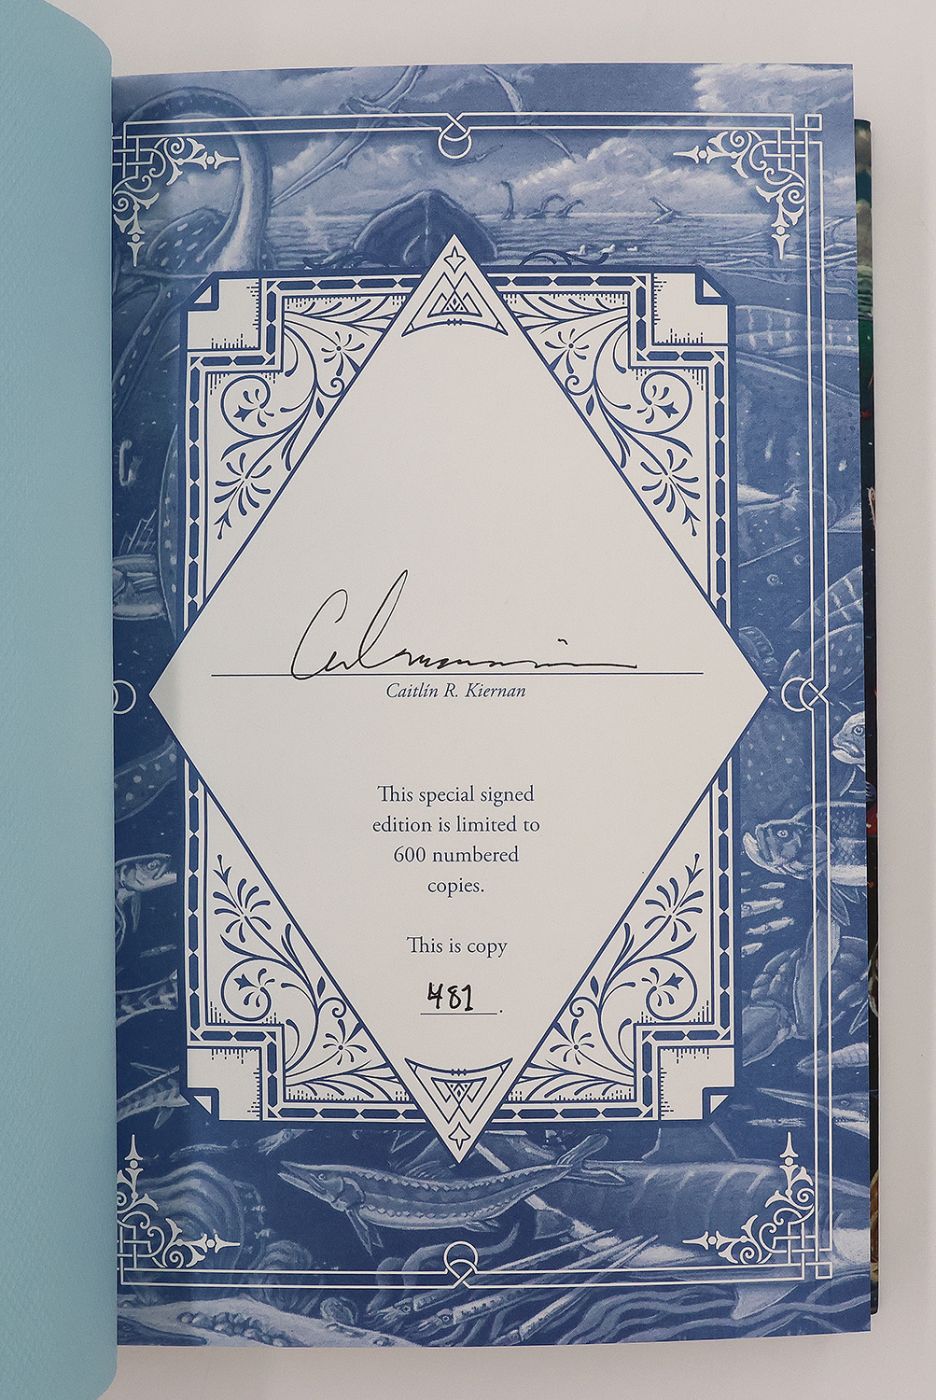 Caitlín R. Kiernan
This special signed
edition is limited to
600 numbered
copies.
This is copy
481.